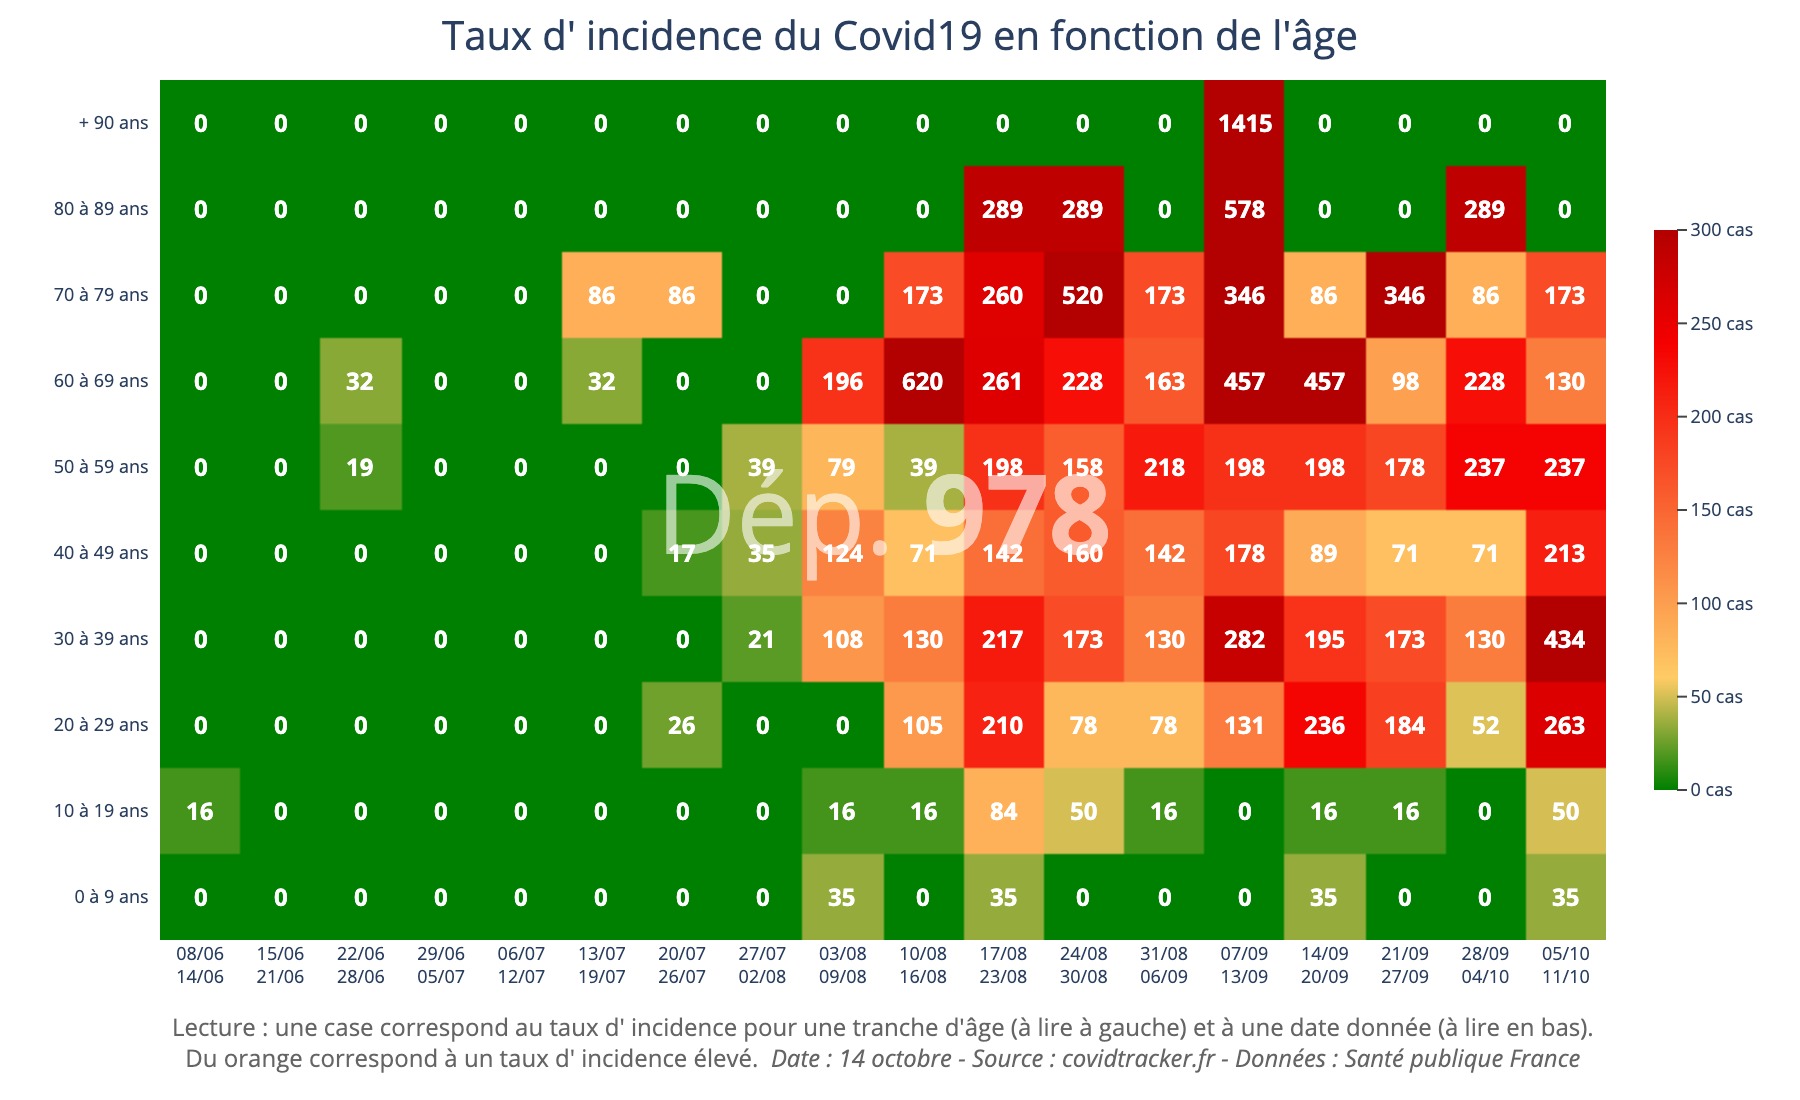 Taux d' incidence du Covid19 en fonction de l'âge
+ 90 ans 0 0 0 0 0 0 0 0 0 0 0 0 0 1415 0 0 0 0
80 à 89 ans 0 0 0 0 0 0 0 0 0 0 289 289 0 578 0 0 289 0
70 à 79 ans 0 0 0 0 0 86 86 0 0 173 260 520 173 346 86 346 86 173
60 à 69 ans 0 0 32 0 0 32 0 0 196 620 261 228 163 457 457 98 228 130
50 à 59 ans 0 0 19 0 0 0 0 39 79 39 198 158 218 198 198 178 237 237
Dép. 978
40 à 49 ans 0 0 0 0 0 0 17 35 124 71 142 160 142 178 89 71 71 213
30 à 39 ans 0 0 0 0 0 0 0 21 108 130 217 173 130 282 195 173 130 434
20 à 29 ans 0 0 0 0 0 0 26 0 0 105 210 78 78 131 236 184 52 263
10 à 19 ans 16 0 0 0 0 0 0 0 16 16 84 50 16 0 16 16 0 50
0 à 9 ans 0 0 0 0 0 0 0 0 35 0 35 0 0 0 35 0 0 35
08/06 15/06 22/06 29/06 06/07 13/07 20/07 27/07 03/08 10/08 17/08 24/08 31/08 07/09 14/09 21/09 28/09 05/10
14/06 21/06 28/06 05/07 12/07 19/07 26/07 02/08 09/08 16/08 23/08 30/08 06/09 13/09 20/09 27/09 04/10 11/10
300 cas
250 cas
200 cas
150 cas
100 cas
50 cas
0 cas
Lecture : une case correspond au taux d' incidence pour une tranche d'âge (à lire à gauche) et à une date donnée (à lire en bas).
Du orange correspond à un taux d' incidence élevé. Date : 14 octobre - Source : covidtracker.fr - Données : Santé publique France